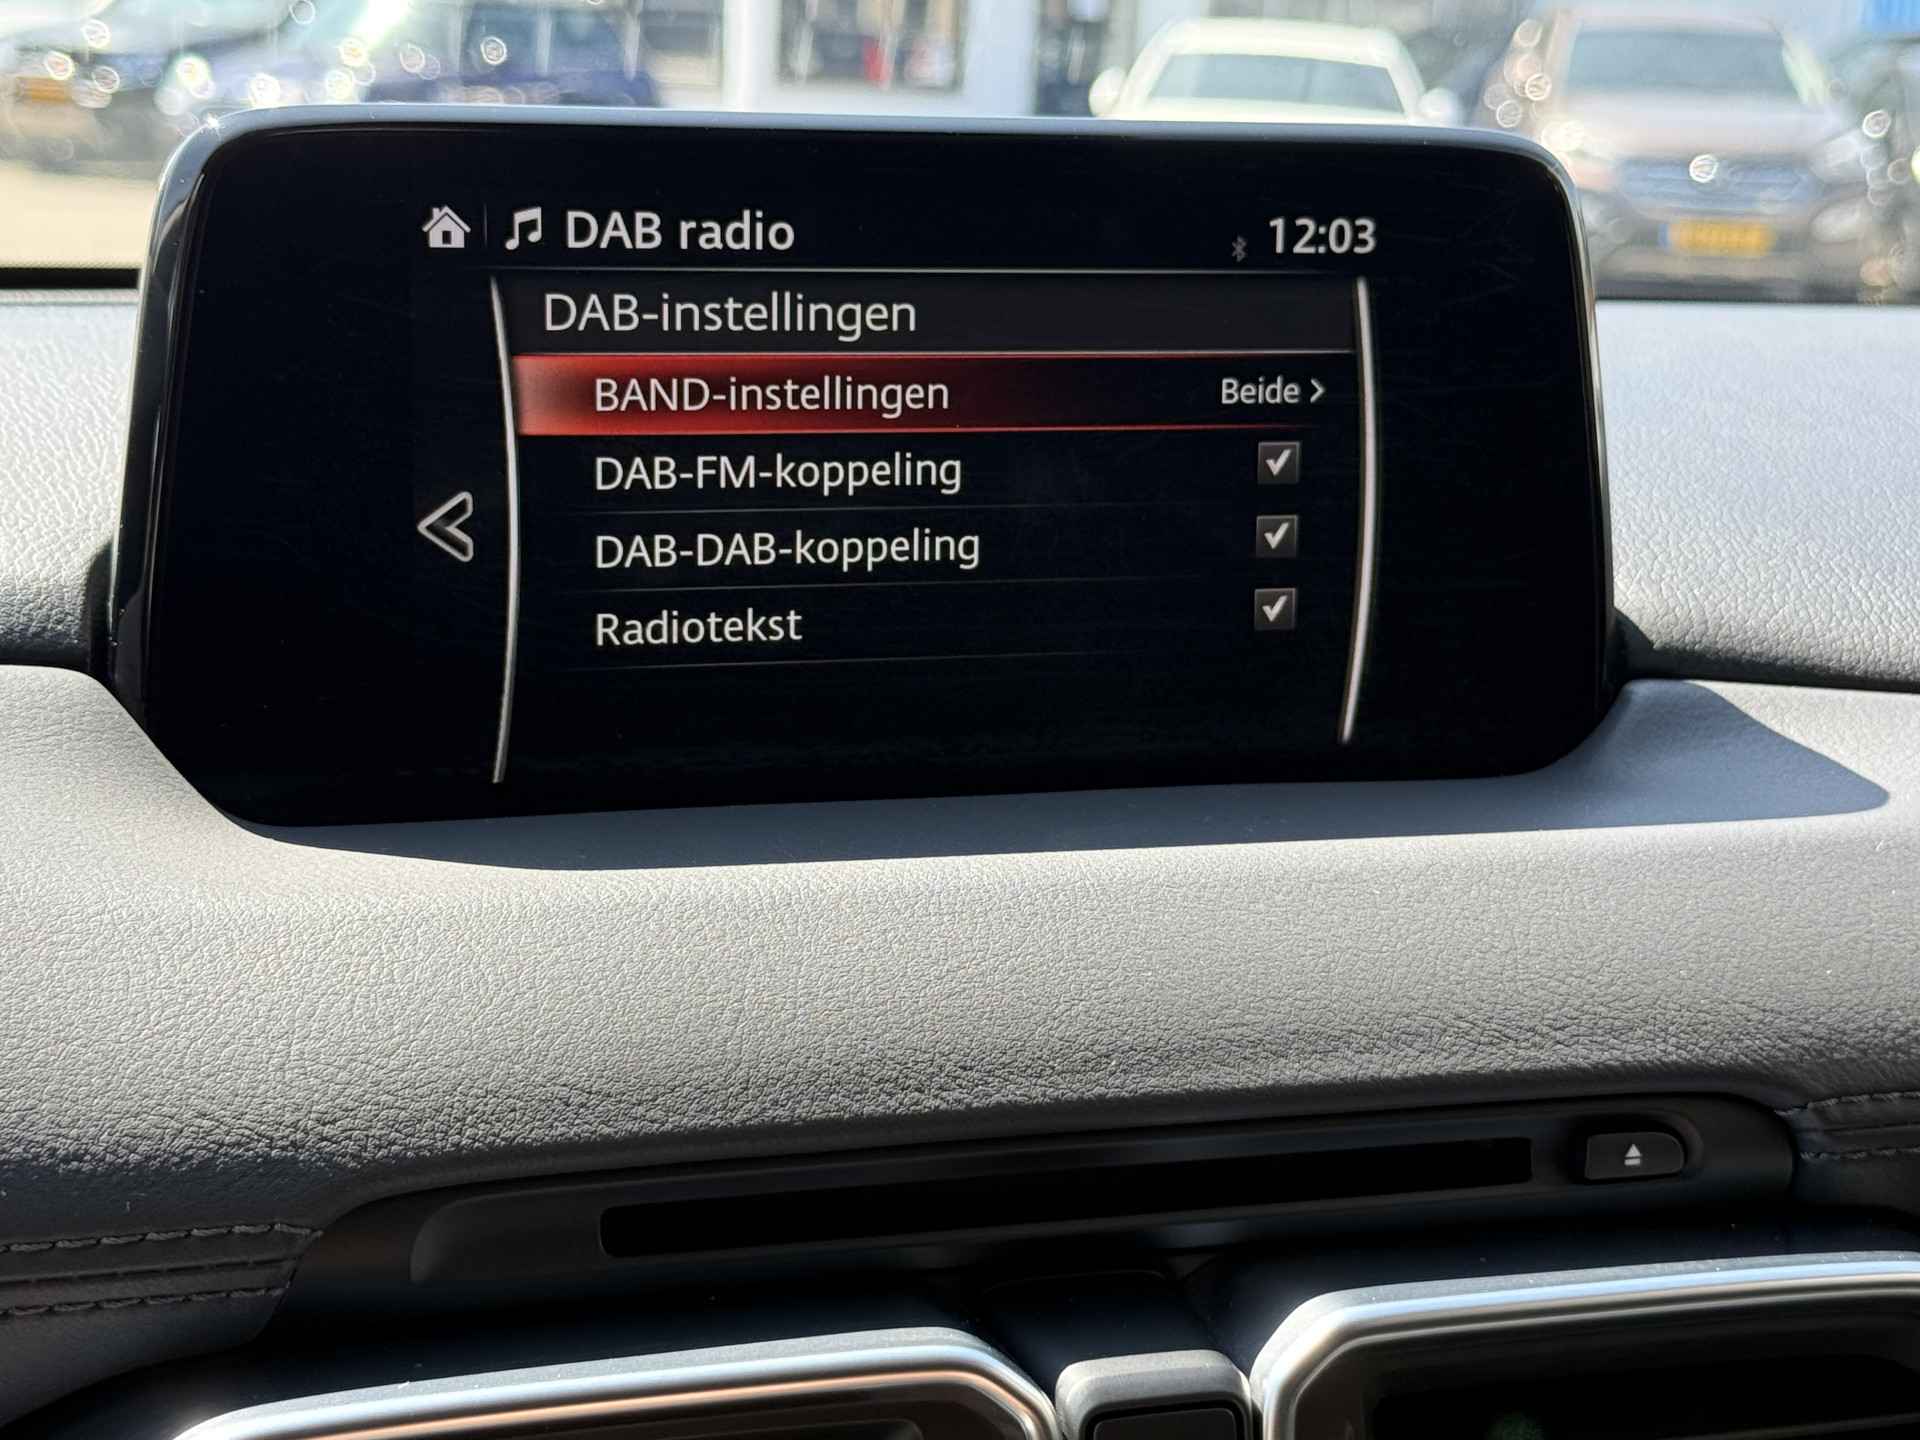 DAB radio 12:03
DAB-instellingen
BAND-instellingen Beide >
DAB-FM-koppeling
DAB-DAB-koppeling
Radiotekst